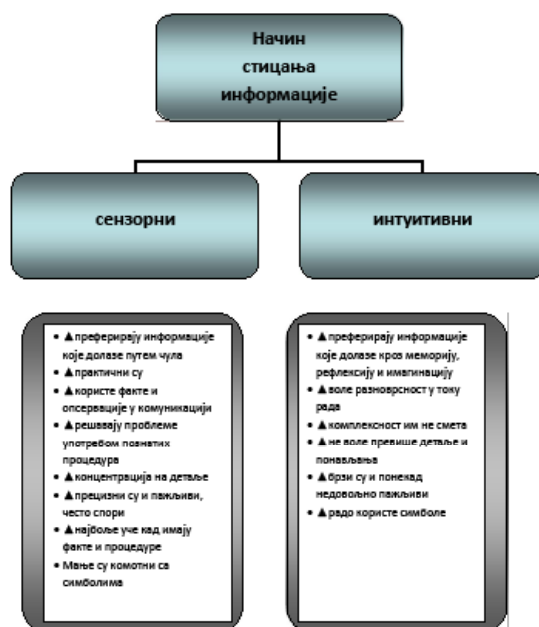 Начин
стицања
информације
сензорни
интуитивни
• ▲преферирају информације
које долазе путем чула
• ▲практични су
• ▲користе факте и
опсервације у комуникацији
• ▲решавају проблеме
употребом познатих
процедура
• ▲концентрација на детаље
• ▲прецизни су и пажљиви,
често спори
• ▲најбоље уче кад имају
факте и процедуре
• Мање су комотни са
симболима
• ▲преферирају информације
које долазе кроз меморију,
рефлексију и имагинацију
• ▲воле разноврсност у току
рада
• ▲комплексност им не смета
• ▲не воле превише детаље и
понављања
• ▲брзи су и понекад
недовољно пажљиви
• ▲радо користе симболе